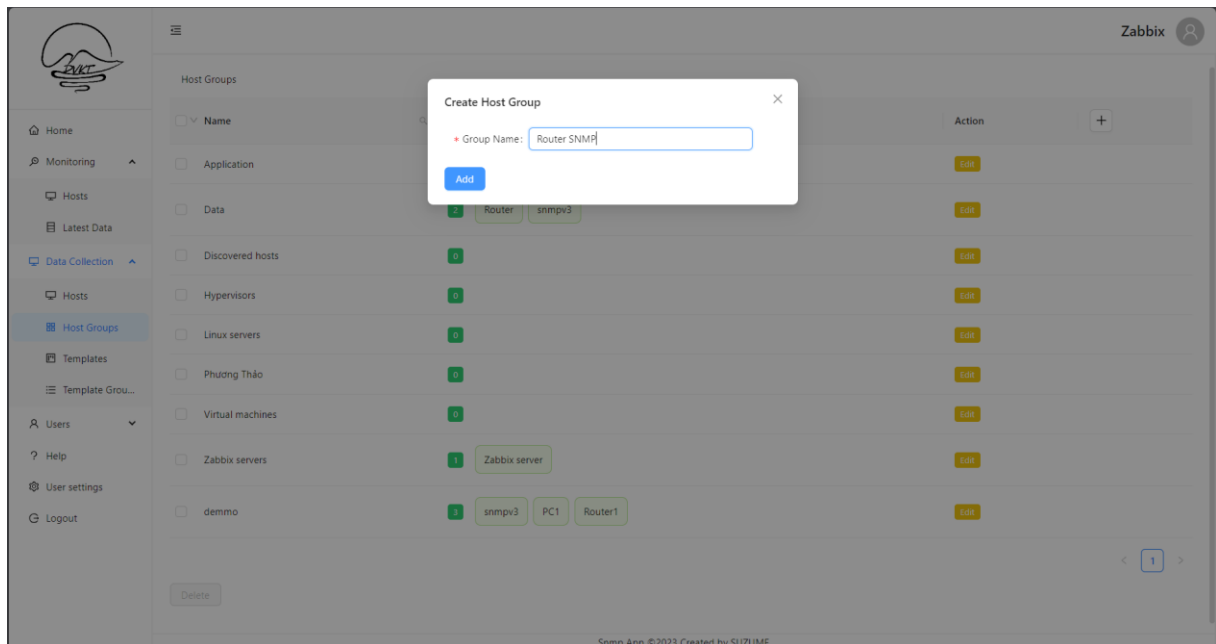 PVKT
Zabbix
Host Groups
Create Host Group
Name
Action
* Group Name: Router SNMP
Home
Monitoring
Application
Add
Edit
Hosts
Data
2 Router snmpv3
Edit
Latest Data
Data Collection
Discovered hosts
0
Edit
Hosts
Hypervisors
0
Edit
Host Groups
Linux servers
0
Edit
Templates
Phương Thảo
0
Edit
Template Grou...
Virtual machines
0
Edit
Users
Help
Zabbix servers
1 Zabbix server
Edit
User settings
Logout
demmo
3 snmpv3 PC1 Router1
Edit
< 1 >
Delete
Snmp App ©2023 Created by SUZUME